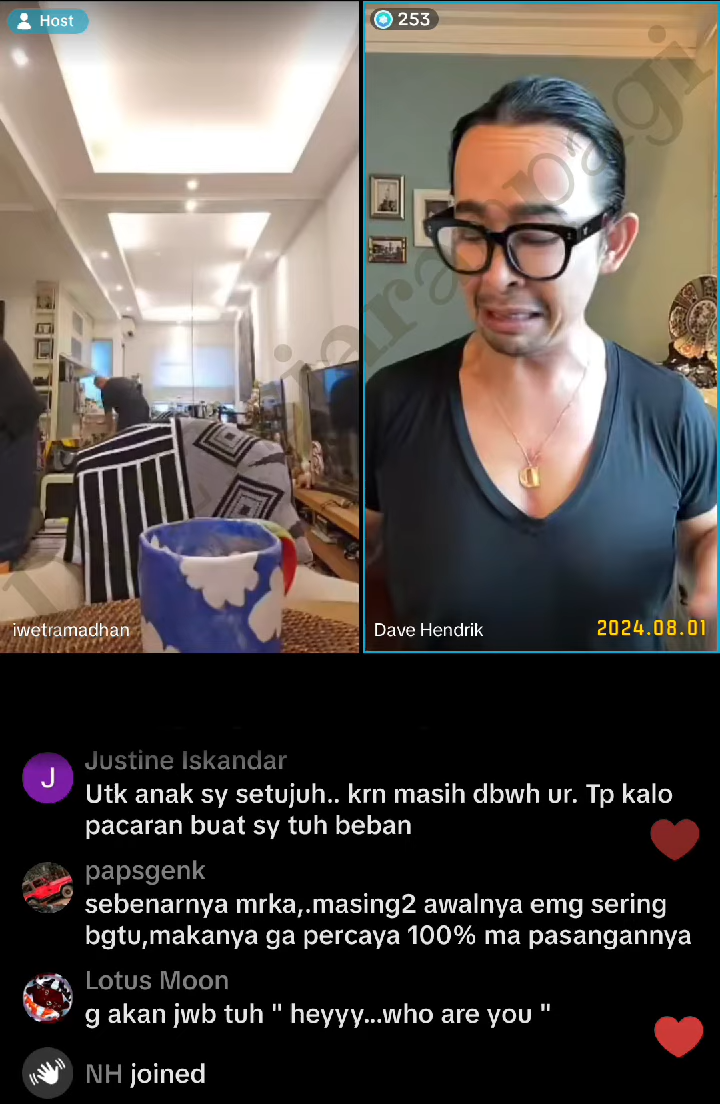 Host
253
iwetramadhan
Dave Hendrik
2024.08.01
Justine Iskandar
Utk anak sy setujuh.. krn masih dbwh ur. Tp kalo
pacaran buat sy tuh beban
papsgenk
sebenarnya mrka,.masing2 awalnya emg sering
bgtu,makanya ga percaya 100% ma pasangannya
Lotus Moon
g akan jwb tuh " heyyy...who are you "
J
NH joined